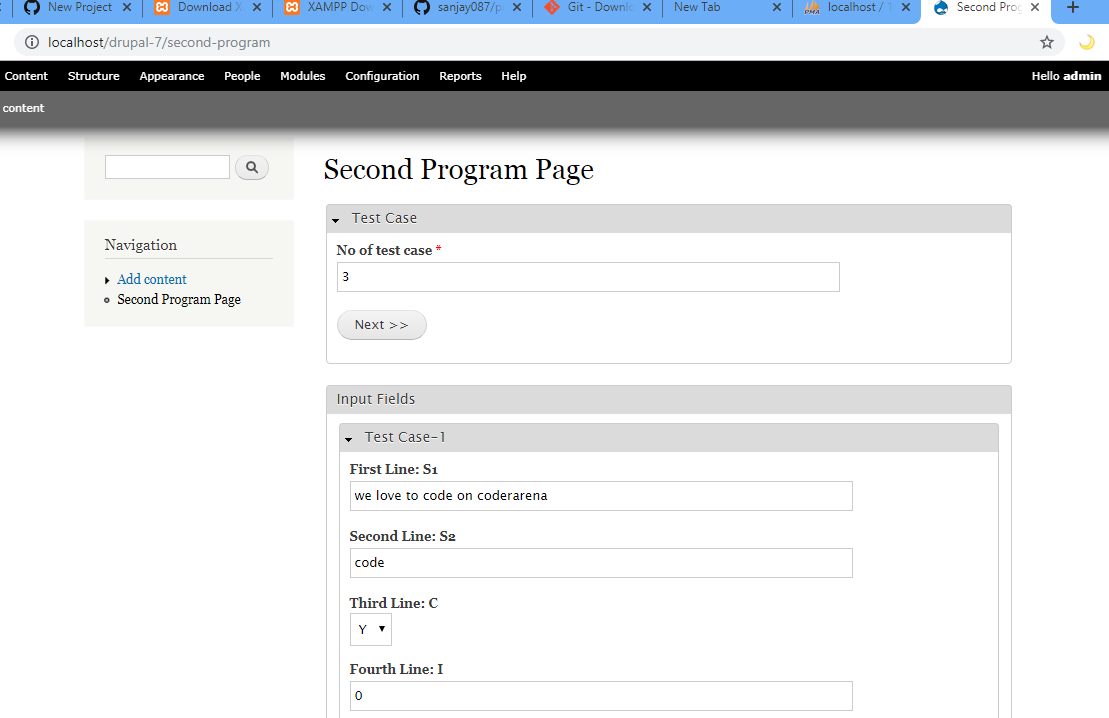 New Project
Download X
XAMPP Dow
sanjay087/p
Git - Downl
New Tab
localhost / 1
Second Prog
localhost/drupal-7/second-program
Content Structure Appearance People Modules Configuration Reports Help Hello admin
content
Second Program Page
Test Case
No of test case *
3
Next >>
Navigation
Add content
Second Program Page
Input Fields
Test Case-1
First Line: S1
we love to code on coderarena
Second Line: S2
code
Third Line: C
Y
Fourth Line: I
0